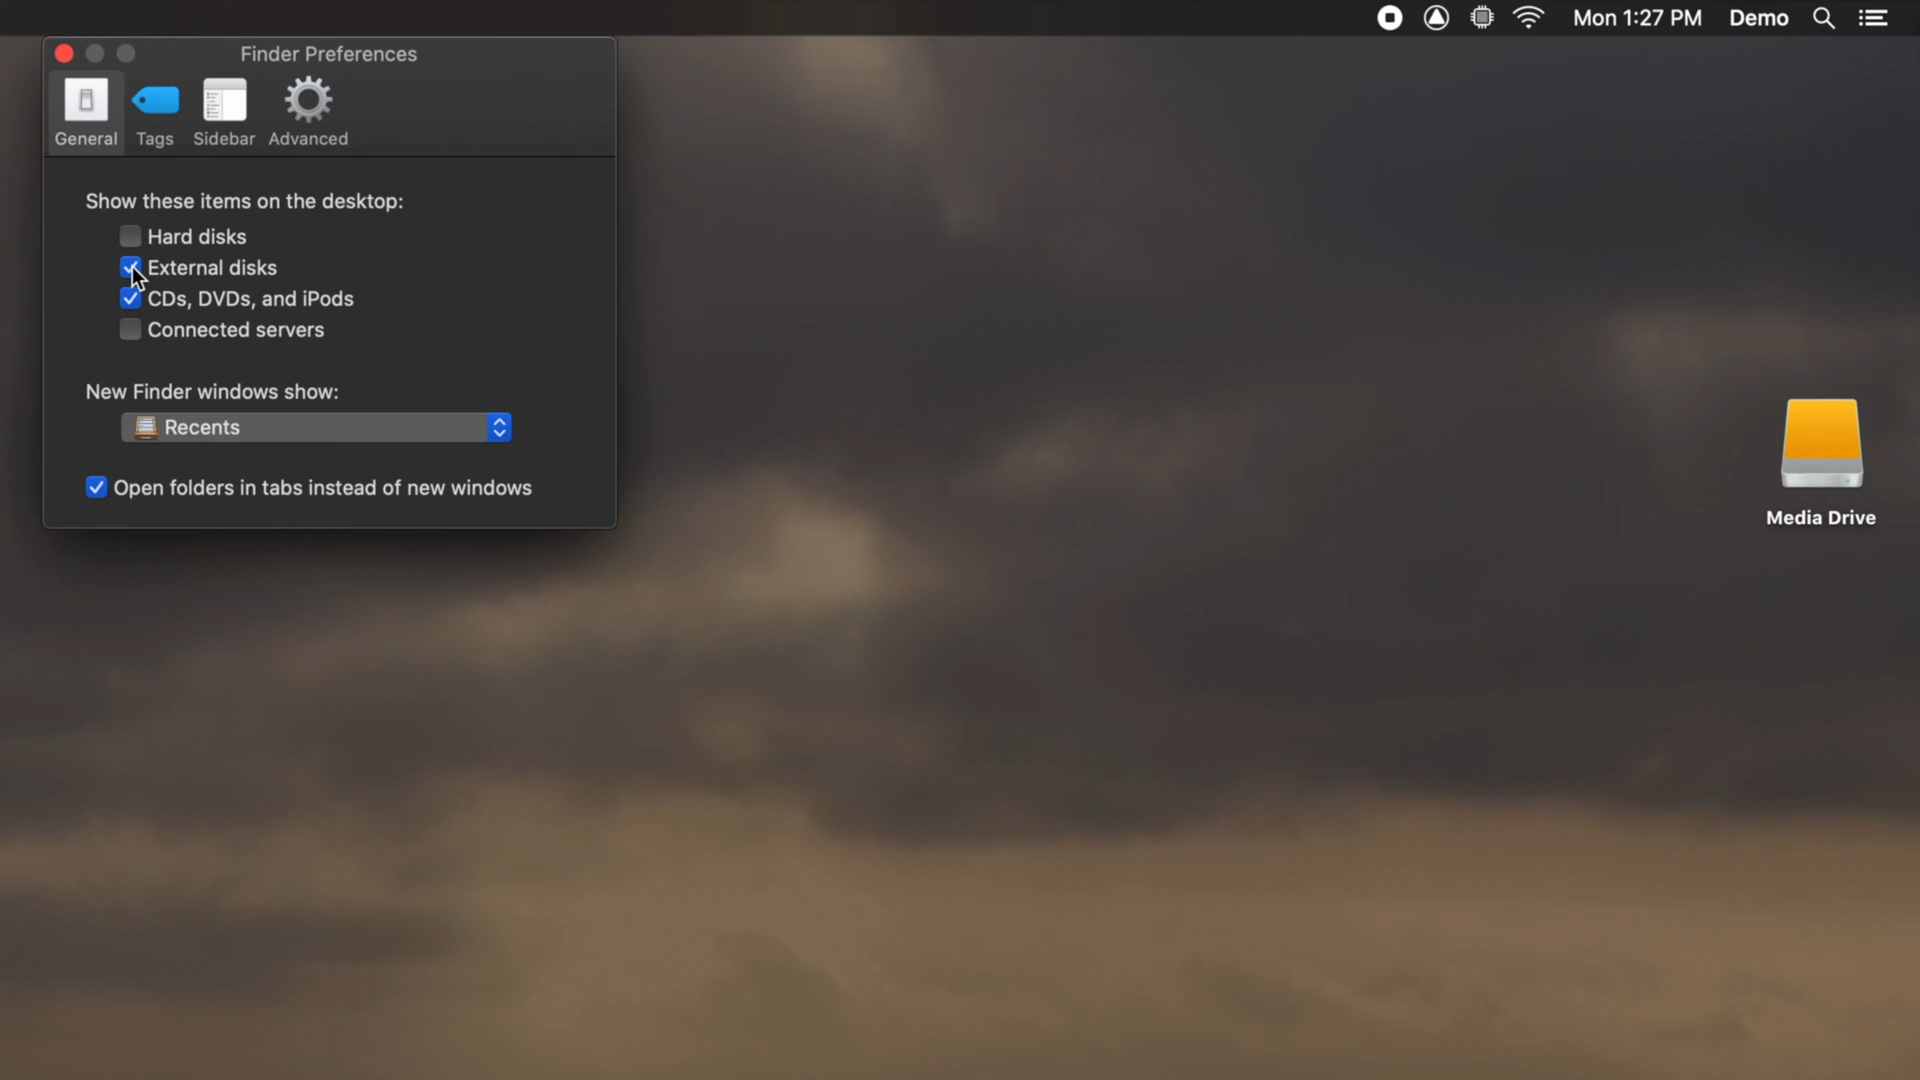 Mon 1:27 PM Demo
Finder Preferences
General Tags Sidebar Advanced
Show these items on the desktop:
Hard disks
External disks
CDs, DVDs, and iPods
Connected servers
New Finder windows show:
Recents
Open folders in tabs instead of new windows
Media Drive